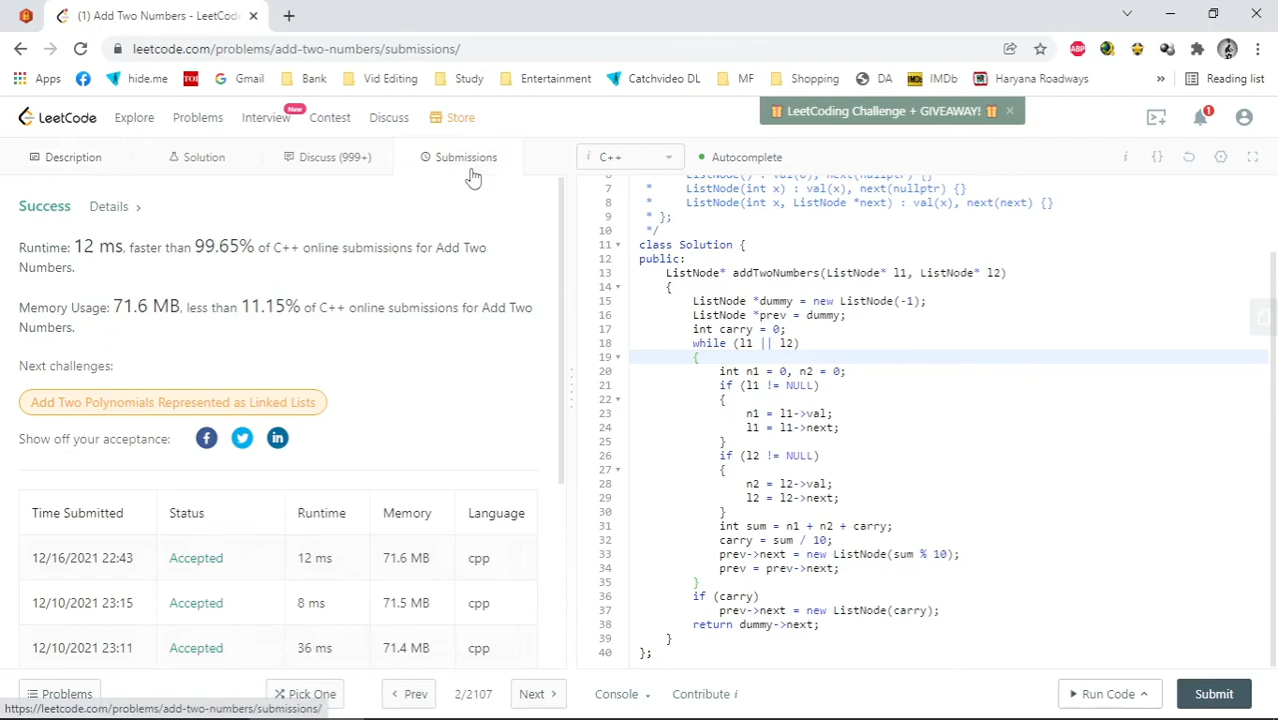 (1) Add Two Numbers - LeetCode
leetcode.com/problems/add-two-numbers/submissions/
ABP
Apps hide.me TOI Gmail Bank Vid Editing Study Entertainment Catchvideo DL MF Shopping DA IMDb IMDb Haryana Roadways » Reading list
LeetCode Explore Problems Interview New Contest Discuss Store
LeetCoding Challenge + GIVEAWAY! ×
1
Description Solution Discuss (999+) Submissions
i C++ Autocomplete i {}
Success Details >
Runtime: 12 ms, faster than 99.65% of C++ online submissions for Add Two
Numbers.
Memory Usage: 71.6 MB, less than 11.15% of C++ online submissions for Add Two
Numbers.
Next challenges:
Add Two Polynomials Represented as Linked Lists
Show off your acceptance:
Time Submitted Status Runtime Memory Language
12/16/2021 22:43 Accepted 12 ms 71.6 MB cpp
12/10/2021 23:15 Accepted 8 ms 71.5 MB cpp
12/10/2021 23:11 Accepted 36 ms 71.4 MB cpp
6 * ListNode() : val(0), next(nullptr) {}
7 * ListNode(int x) : val(x), next(nullptr) {}
8 * ListNode(int x, ListNode *next) : val(x), next(next) {}
9 * };
10 */
11 class Solution {
12 public:
13 ListNode* addTwoNumbers(ListNode* l1, ListNode* l2)
14 {
15 ListNode *dummy = new ListNode(-1);
16 ListNode *prev = dummy;
17 int carry = 0;
18 while (l1 || l2)
19 {
20 int n1 = 0, n2 = 0;
21 if (l1 != NULL)
22 {
23 n1 = l1->val;
24 l1 = l1->next;
25 }
26 if (l2 != NULL)
27 {
28 n2 = l2->val;
29 l2 = l2->next;
30 }
31 int sum = n1 + n2 + carry;
32 carry = sum / 10;
33 prev->next = new ListNode(sum % 10);
34 prev = prev->next;
35 }
36 if (carry)
37 prev->next = new ListNode(carry);
38 return dummy->next;
39 }
40 };
Problems Pick One < Prev 2/2107 Next > Console Contribute i Run Code Submit
https://leetcode.com/problems/add-two-numbers/submissions/